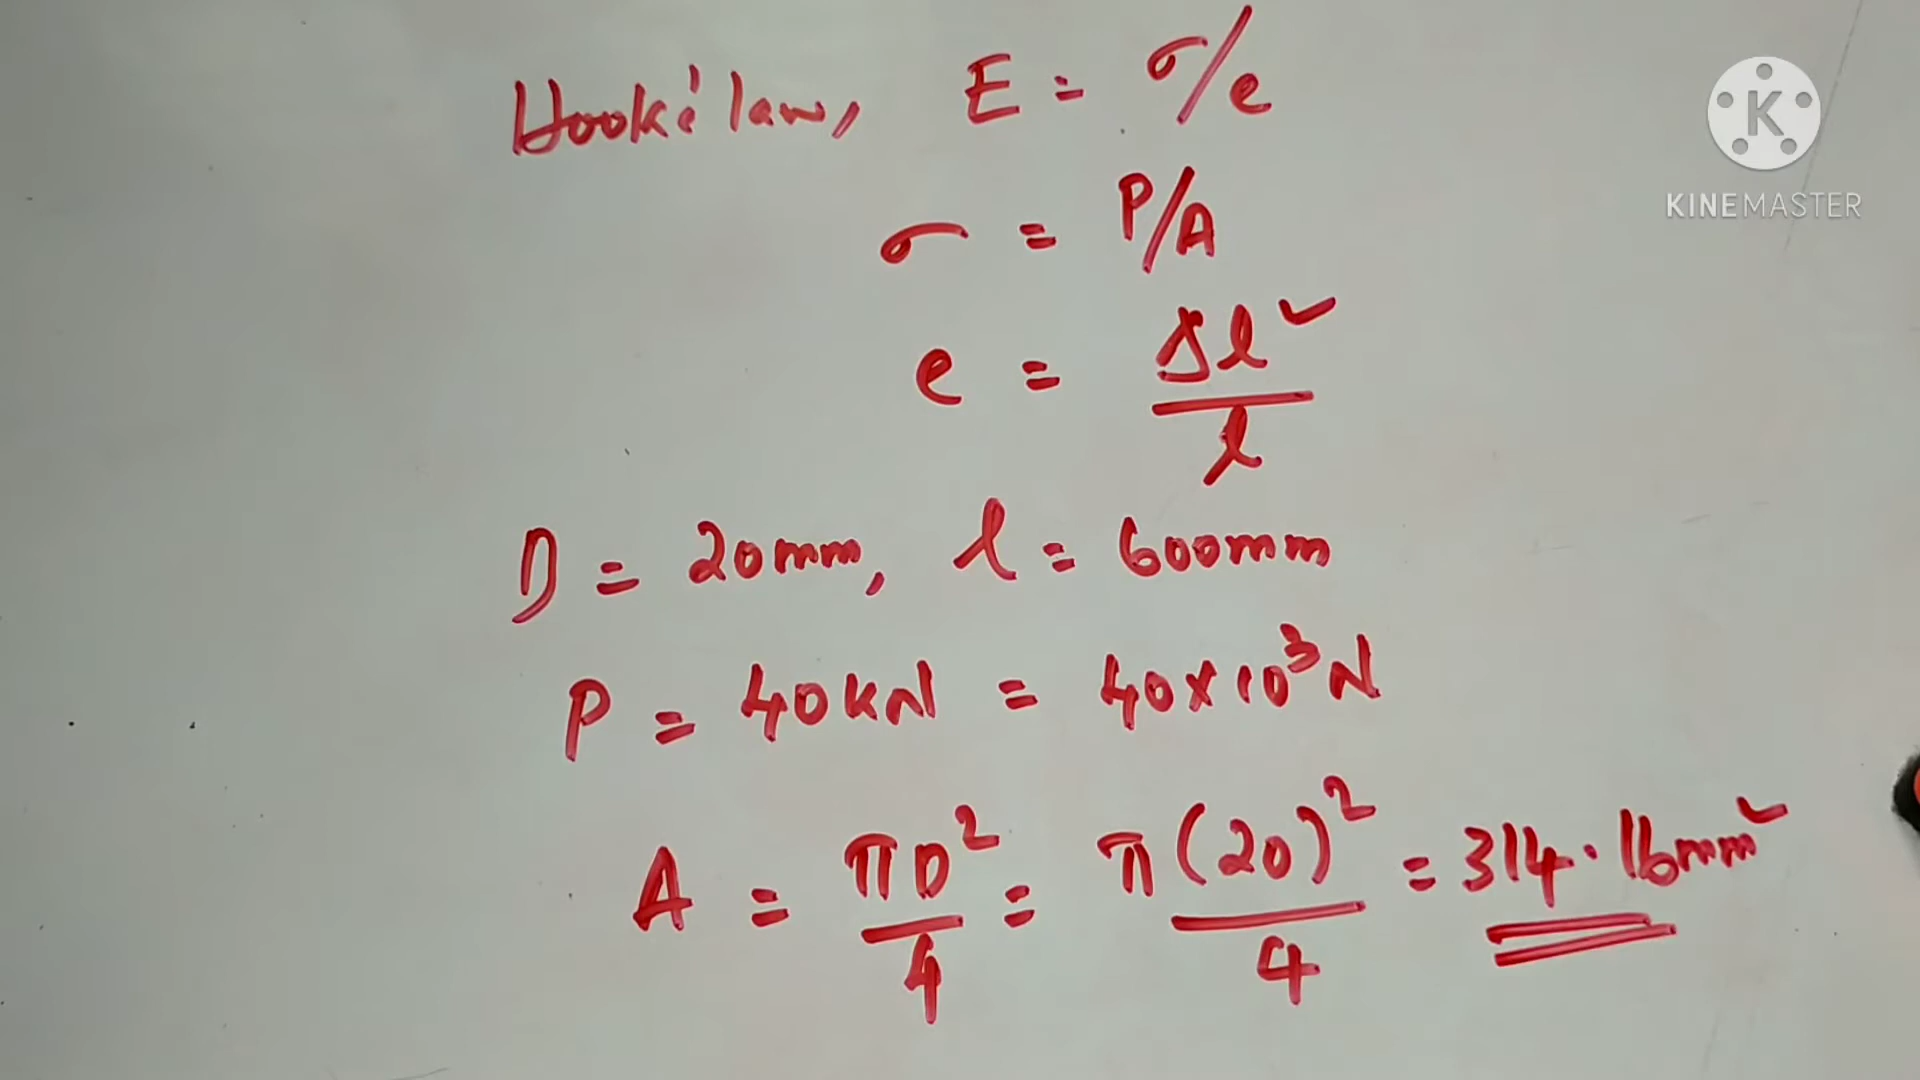 Hooke's law, E = σ/e
σ = P/A
e = Δl ✓/l
D = 20mm, l = 600mm
P = 40KN = 40×10³N
A = πD²/4 = π(20)²/4 = 314.16mm²
K
KINEMASTER